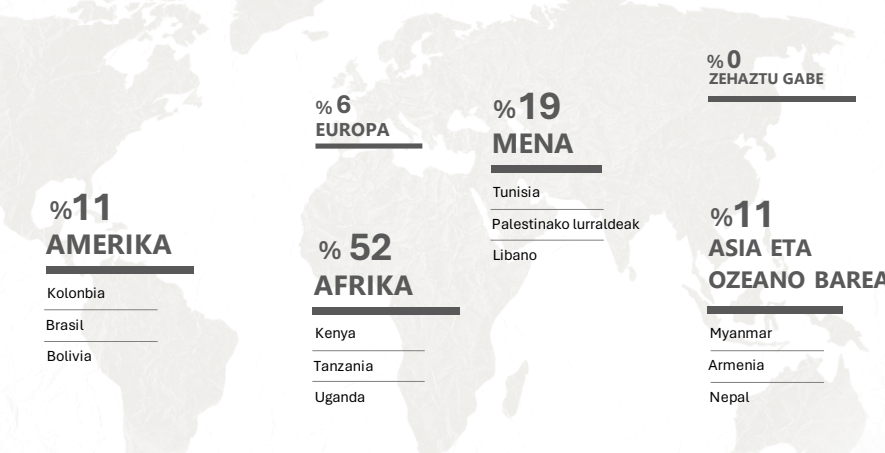 %11
AMERIKA
Kolonbia
Brasil
Bolivia
% 6
EUROPA
% 52
AFRIKA
Kenya
Tanzania
Uganda
%19
MENA
Tunisia
Palestinako lurraldeak
Libano
% 0
ZEHAZTU GABE
%11
ASIA ETA
OZEANO BAREA
Myanmar
Armenia
Nepal